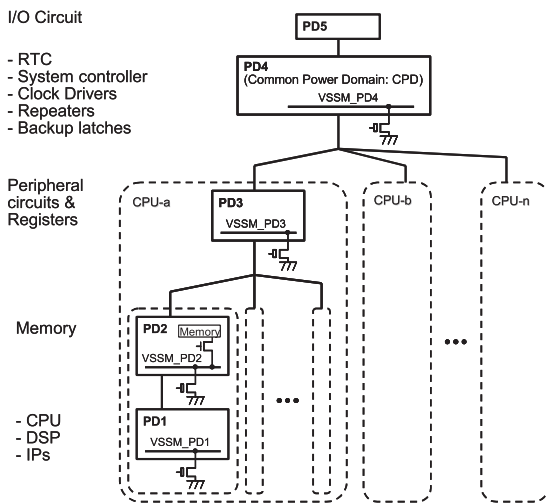 I/O Circuit
PD5
- RTC
- System controller
- Clock Drivers
- Repeaters
- Backup latches
PD4
(Common Power Domain: CPD)
VSSM_PD4
Peripheral
circuits &
Registers
CPU-a
PD3
VSSM_PD3
CPU-b
CPU-n
Memory
PD2
Memory
VSSM_PD2
- CPU
- DSP
- IPs
PD1
VSSM_PD1